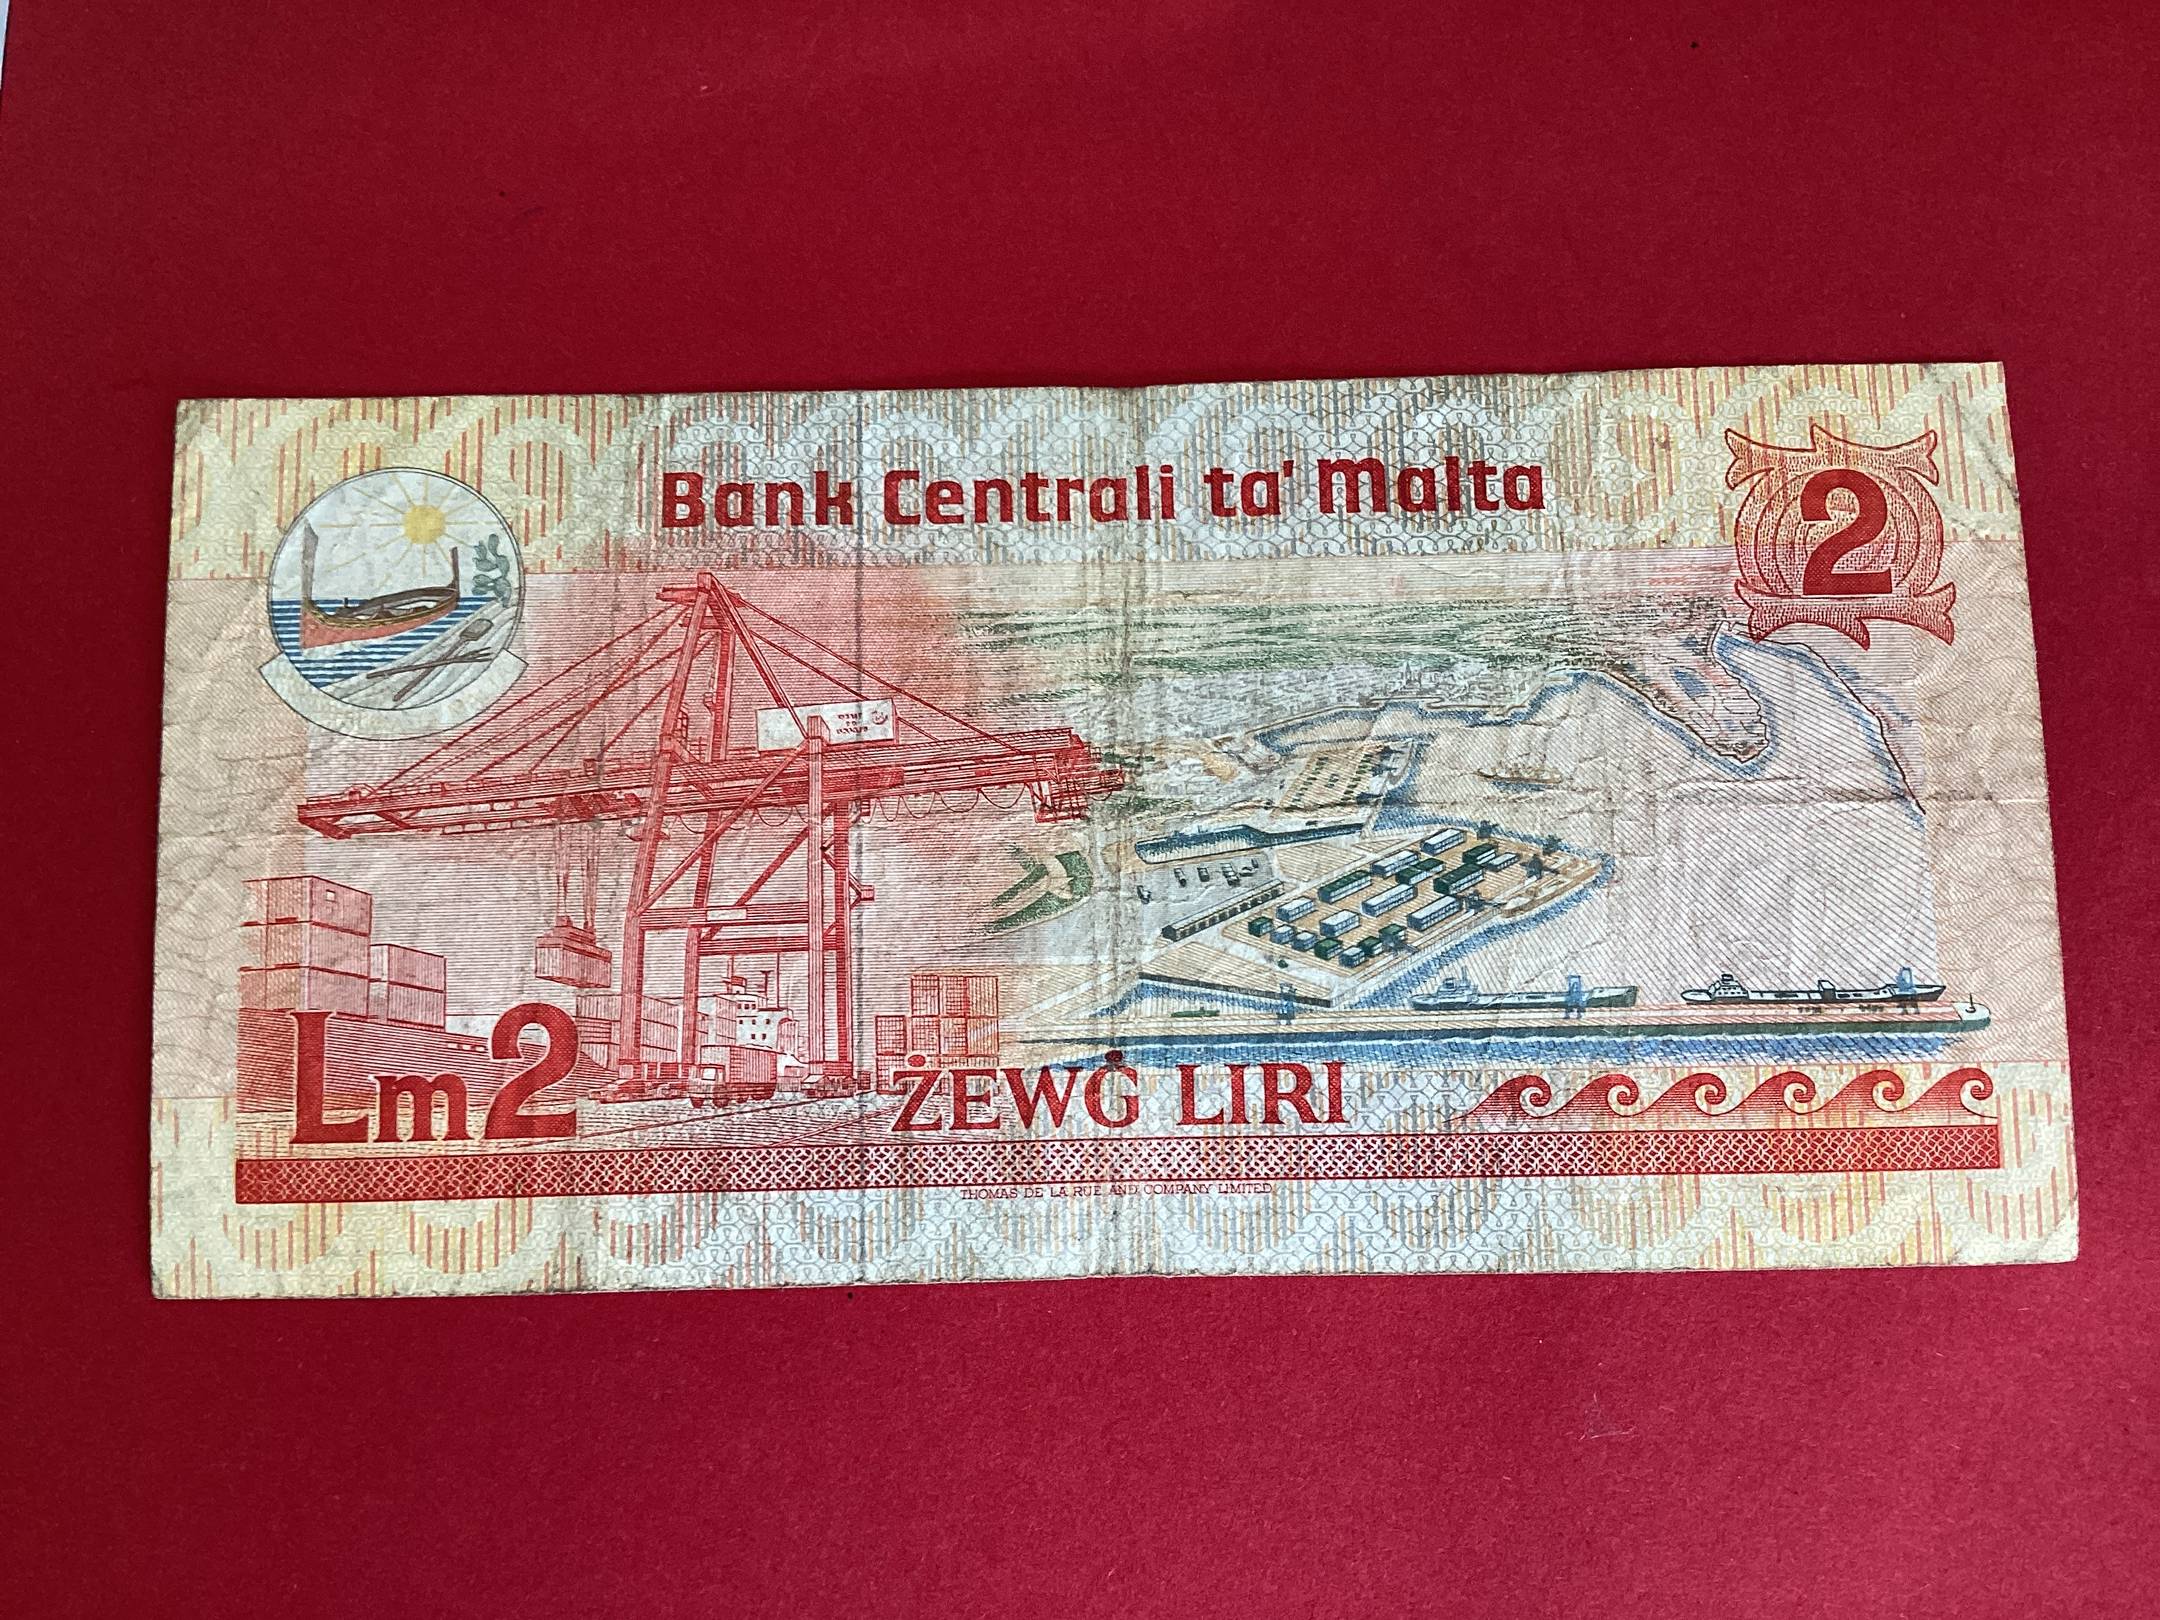 Bank Centrali ta' Malta
2
Lm2
ŻEWĠ LIRI
THOMAS DE LA RUE AND COMPANY LIMITED